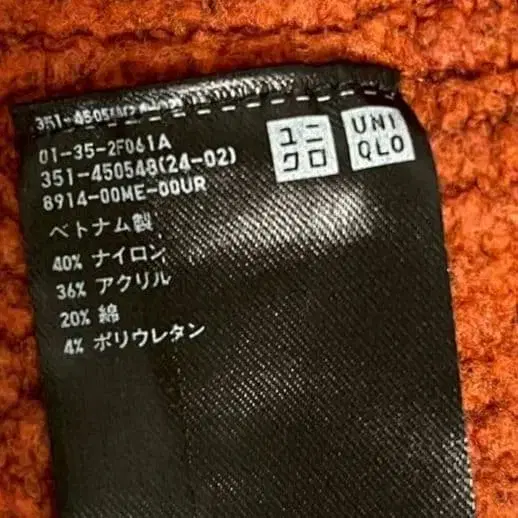 01-35-2F061A
351-450548(24-02)
8914-00ME-00UR
ベトナム製
40% ナイロン
36% アクリル
20% 綿
4% ポリウレタン
ユニ
クロ
UNI
QLO